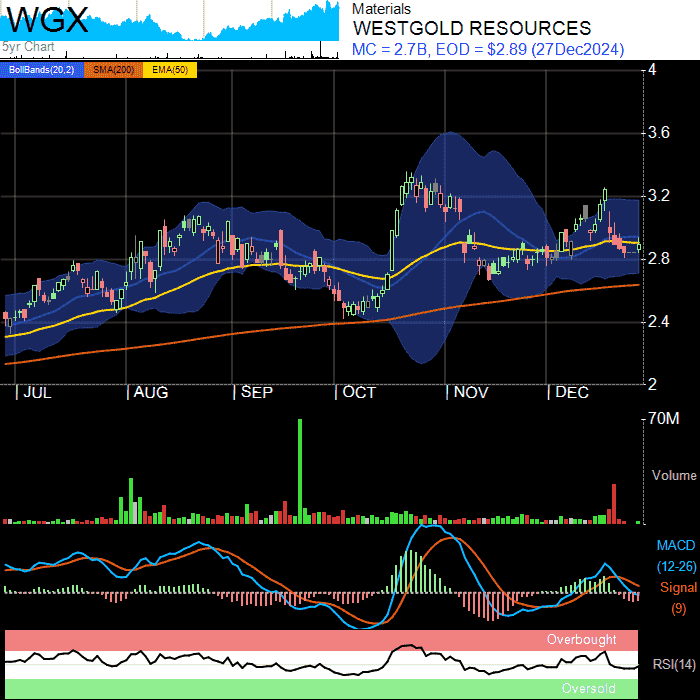 WGX
5yr Chart
Materials
WESTGOLD RESOURCES
MC = 2.7B, EOD = $2.89 (27Dec2024)
BollBands(20,2) SMA(200) EMA(50)
4
3.6
3.2
2.8
2.4
2
JUL AUG SEP OCT NOV DEC
70M
Volume
MACD
(12-26)
Signal
(9)
Overbought
RSI(14)
Oversold